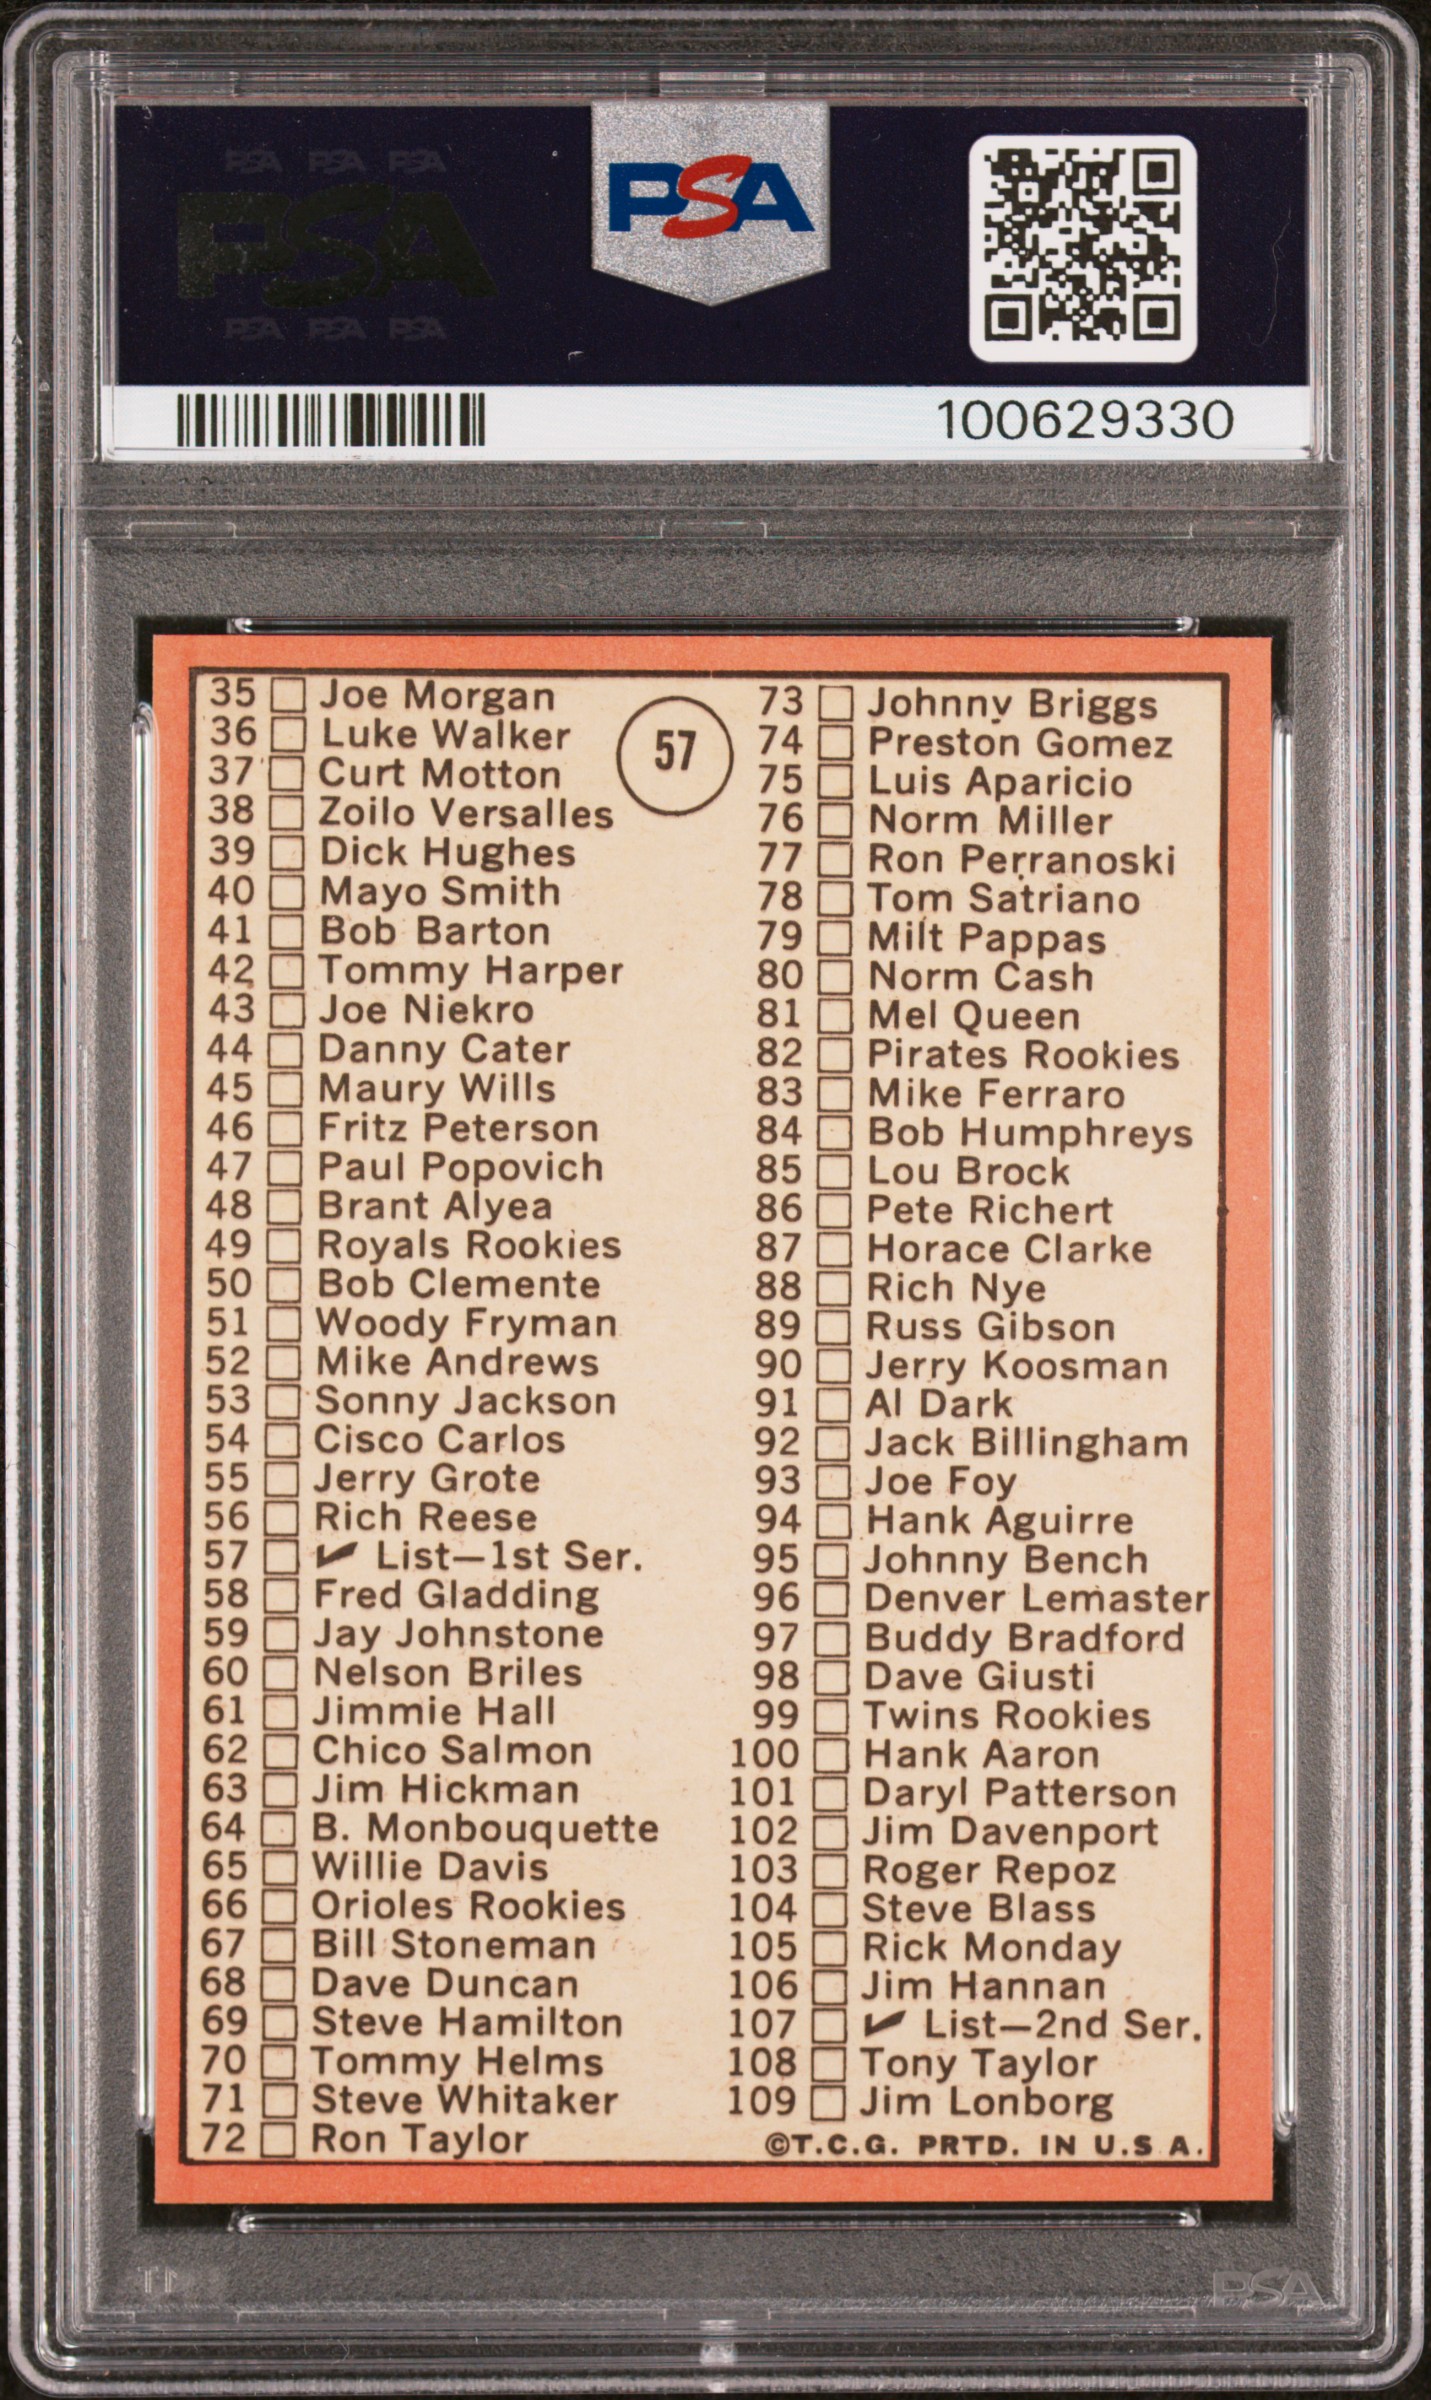 PSA PSA PSA
PSA
PSA PSA PSA
PSA
100629330
57
35 Joe Morgan
36 Luke Walker
37 Curt Motton
38 Zoilo Versalles
39 Dick Hughes
40 Mayo Smith
41 Bob Barton
42 Tommy Harper
43 Joe Niekro
44 Danny Cater
45 Maury Wills
46 Fritz Peterson
47 Paul Popovich
48 Brant Alyea
49 Royals Rookies
50 Bob Clemente
51 Woody Fryman
52 Mike Andrews
53 Sonny Jackson
54 Cisco Carlos
55 Jerry Grote
56 Rich Reese
57 ✔ List—1st Ser.
58 Fred Gladding
59 Jay Johnstone
60 Nelson Briles
61 Jimmie Hall
62 Chico Salmon
63 Jim Hickman
64 B. Monbouquette
65 Willie Davis
66 Orioles Rookies
67 Bill Stoneman
68 Dave Duncan
69 Steve Hamilton
70 Tommy Helms
71 Steve Whitaker
72 Ron Taylor
73 Johnny Briggs
74 Preston Gomez
75 Luis Aparicio
76 Norm Miller
77 Ron Perranoski
78 Tom Satriano
79 Milt Pappas
80 Norm Cash
81 Mel Queen
82 Pirates Rookies
83 Mike Ferraro
84 Bob Humphreys
85 Lou Brock
86 Pete Richert
87 Horace Clarke
88 Rich Nye
89 Russ Gibson
90 Jerry Koosman
91 Al Dark
92 Jack Billingham
93 Joe Foy
94 Hank Aguirre
95 Johnny Bench
96 Denver Lemaster
97 Buddy Bradford
98 Dave Giusti
99 Twins Rookies
100 Hank Aaron
101 Daryl Patterson
102 Jim Davenport
103 Roger Repoz
104 Steve Blass
105 Rick Monday
106 Jim Hannan
107 ✔ List—2nd Ser.
108 Tony Taylor
109 Jim Lonborg
©T.C.G. PRTD. IN U.S A.
PSA